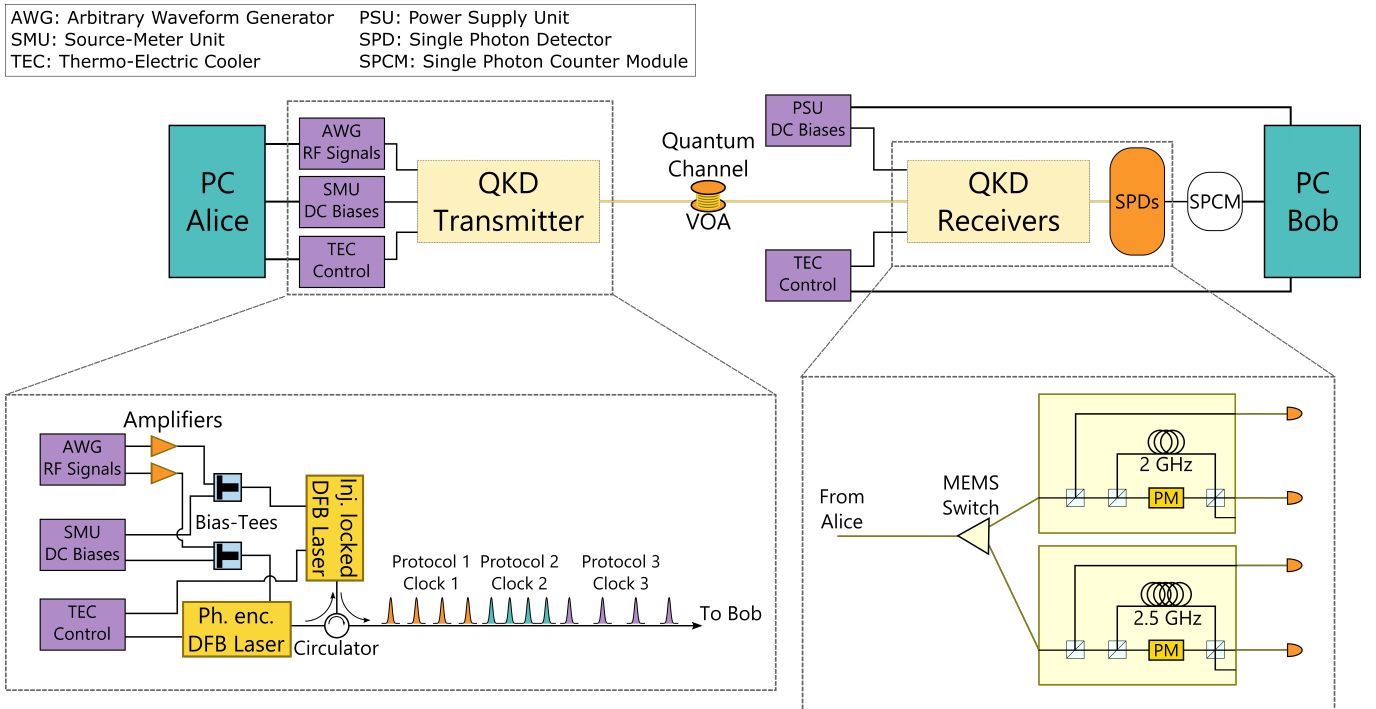 AWG: Arbitrary Waveform Generator
PSU: Power Supply Unit
SMU: Source-Meter Unit
SPD: Single Photon Detector
TEC: Thermo-Electric Cooler
SPCM: Single Photon Counter Module
PC
Alice
AWG
RF Signals
SMU
DC Biases
TEC
Control
QKD
Transmitter
Quantum
Channel
VOA
PSU
DC Biases
TEC
Control
QKD
Receivers
SPDs
SPCM
PC
Bob
Amplifiers
AWG
RF Signals
SMU
DC Biases
TEC
Control
Bias-Tees
Inj. locked
DFB Laser
Ph. enc.
DFB Laser
Circulator
Protocol 1
Clock 1
Protocol 2
Clock 2
Protocol 3
Clock 3
To Bob
From
Alice
MEMS
Switch
2 GHz
PM
2.5 GHz
PM